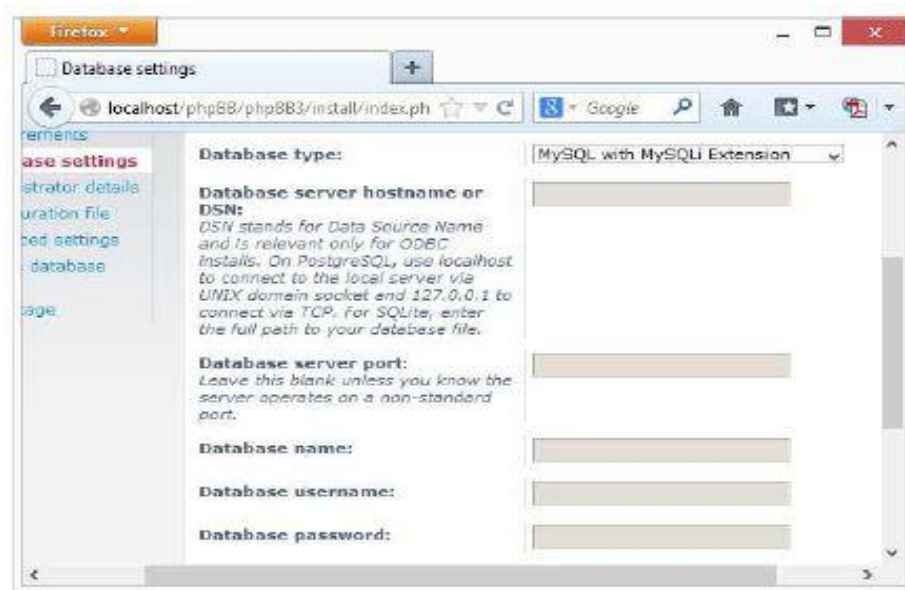 Firefox
Database settings
+
localhost/phpBB/phpBB3/install/index.ph
Google
rements
ase settings
strator details
uration file
ced settings
database
age
Database type:
MySQL with MySQLi Extension
Database server hostname or
DSN:
DSN stands for Data Source Name
and is relevant only for ODBC
installs. On PostgreSQL, use localhost
to connect to the local server via
UNIX domain socket and 127.0.0.1 to
connect via TCP. For SQLite, enter
the full path to your database file.
Database server port:
Leave this blank unless you know the
server operates on a non-standard
port.
Database name:
Database username:
Database password: